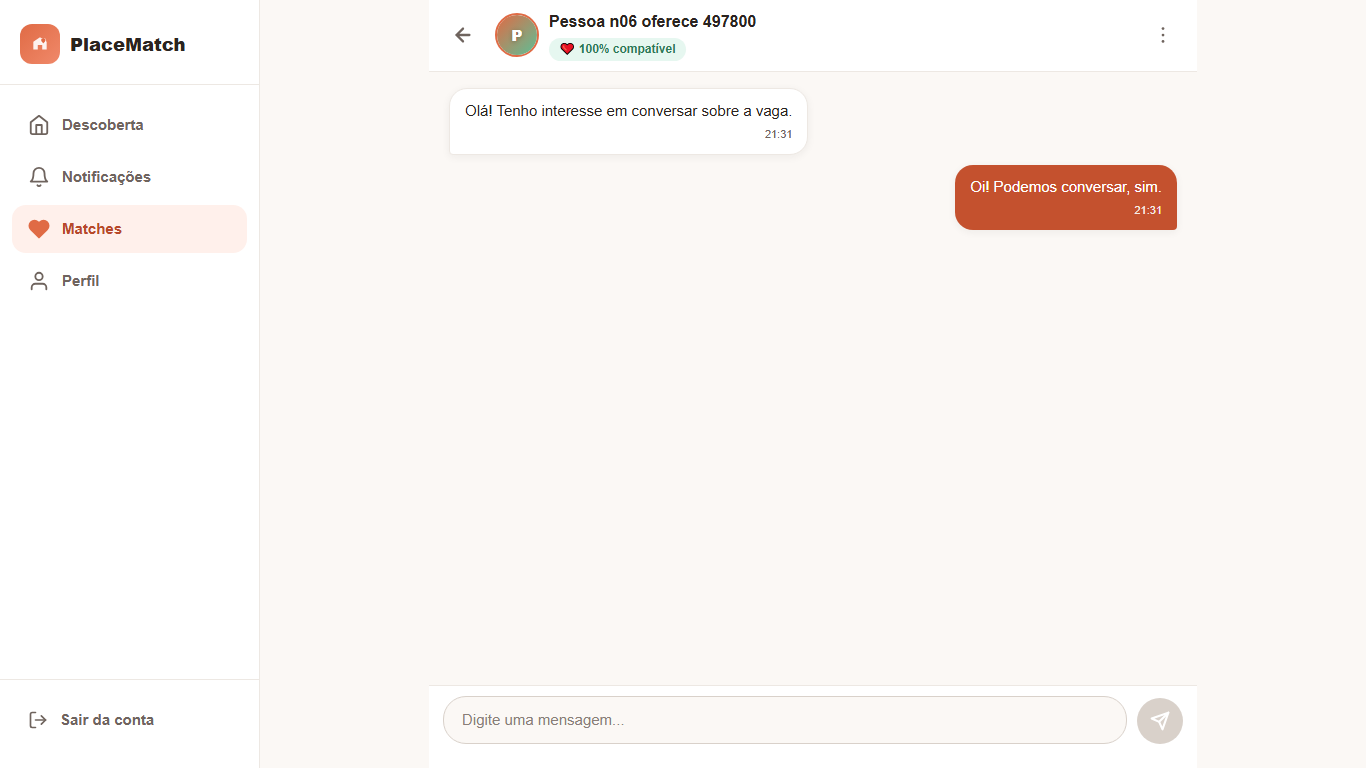 PlaceMatch
Descoberta
Notificações
Matches
Perfil
Sair da conta
P
Pessoa n06 oferece 497800
100% compatível
Olá! Tenho interesse em conversar sobre a vaga.
21:31
Oi! Podemos conversar, sim.
21:31
Digite uma mensagem...